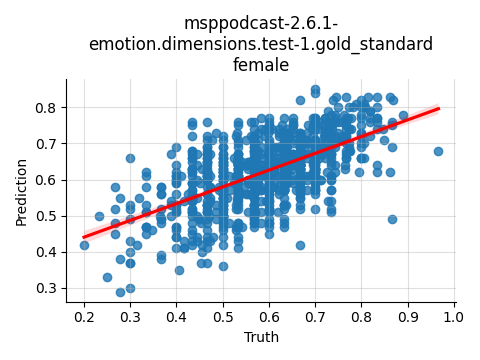 msppodcast-2.6.1-
emotion.dimensions.test-1.gold_standard
female
Prediction
0.8
0.7
0.6
0.5
0.4
0.3
0.2 0.3 0.4 0.5 0.6 0.7 0.8 0.9 1.0
Truth